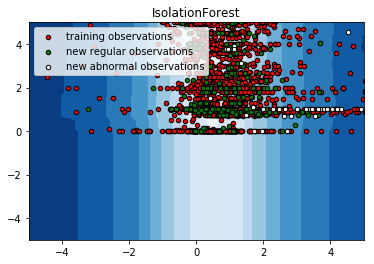 IsolationForest
training observations
new regular observations
new abnormal observations
4
2
0
−2
−4
−4 −2 0 2 4